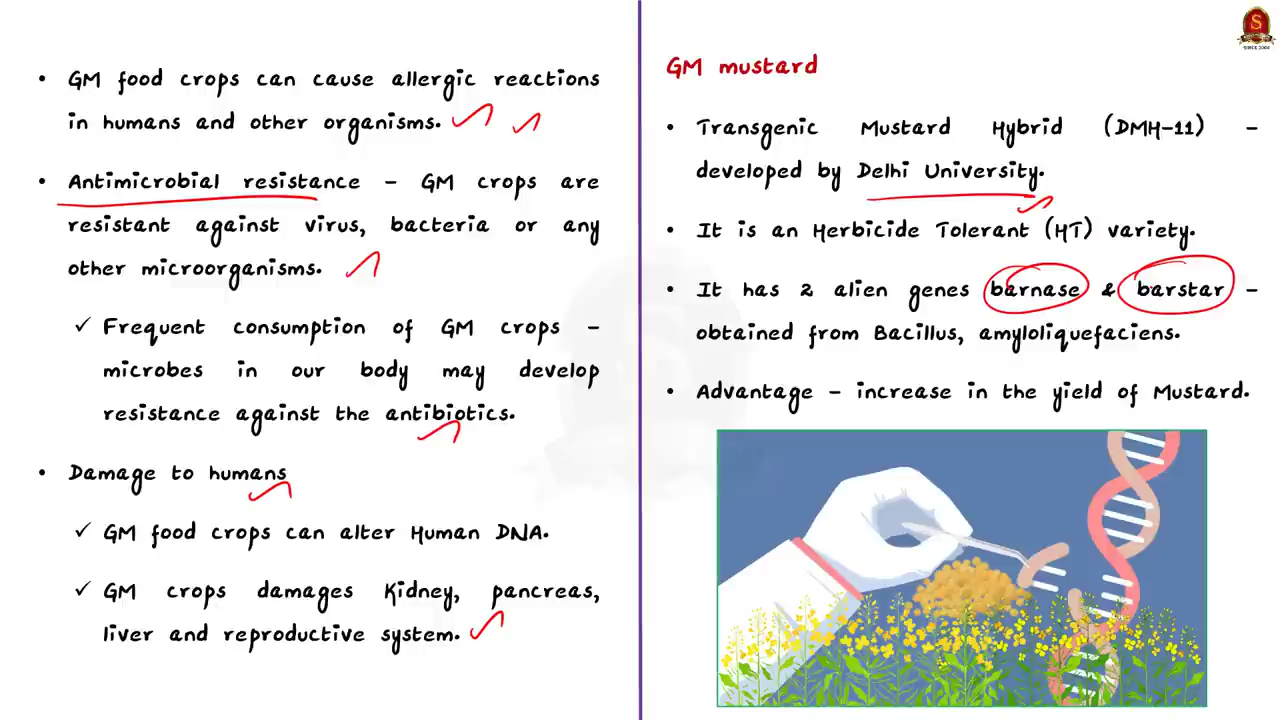 • GM food crops can cause allergic reactions
in humans and other organisms.
• Antimicrobial resistance – GM crops are
resistant against virus, bacteria or any
other microorganisms.
✓ Frequent consumption of GM crops –
microbes in our body may develop
resistance against the antibiotics.
• Damage to humans
✓ GM food crops can alter Human DNA.
✓ GM crops damages Kidney, pancreas,
liver and reproductive system.
GM mustard
• Transgenic Mustard Hybrid (DMH-11) –
developed by Delhi University.
• It is an Herbicide Tolerant (HT) variety.
• It has 2 alien genes barnase & barstar –
obtained from Bacillus, amyloliquefaciens.
• Advantage – increase in the yield of Mustard.
S
SINCE 2004